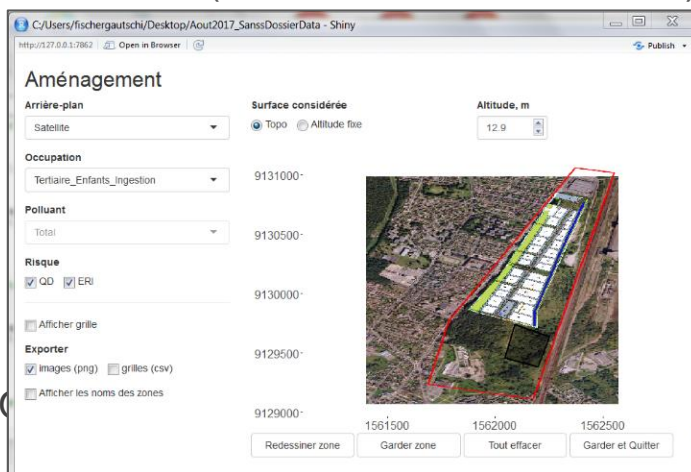 C:/Users/fischergautschi/Desktop/Aout2017_SanssDossierData - Shiny
http://127.0.0.1:7862 Open in Browser Publish
Aménagement
Arrière-plan
Satellite
Surface considérée
Topo Altitude fixe
Altitude, m
12.9
Occupation
Tertiaire_Enfants_Ingestion
Polluant
Total
Risque
QD ERI
Afficher grille
Exporter
images (png) grilles (csv)
Afficher les noms des zones
9131000
9130500
9130000
9129500
9129000
1561500 1562000 1562500
Redessiner zone Garder zone Tout effacer Garder et Quitter